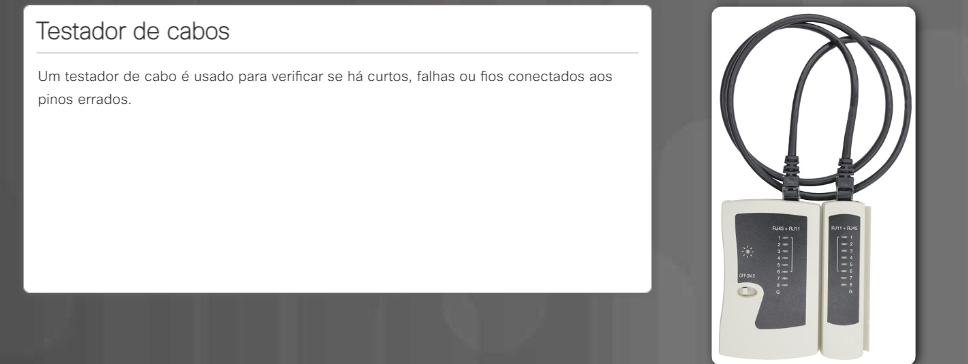 Testador de cabos
Um testador de cabo é usado para verificar se há curtos, falhas ou fios conectados aos
pinos errados.
RJ45 + RJ11
1
2
3
4
5
6
7
8
G
RJ11 + RJ45
1
2
3
4
5
6
7
8
G